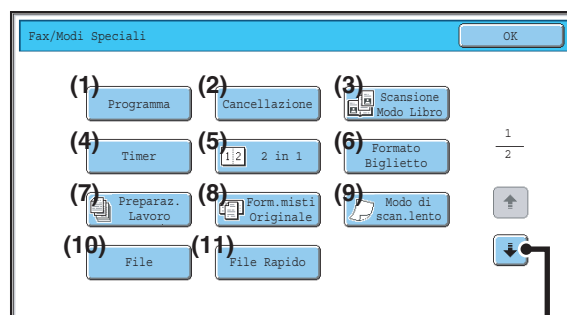 Fax/Modi Speciali
OK
(1) Programma
(2) Cancellazione
(3) Scansione
Modo Libro
(4) Timer
(5) 1 2 2 in 1
(6) Formato
Biglietto
1
2
(7) Preparaz.
Lavoro
(8) Form.misti
Originale
(9) Modo di
scan.lento
(10) File
(11) File Rapido